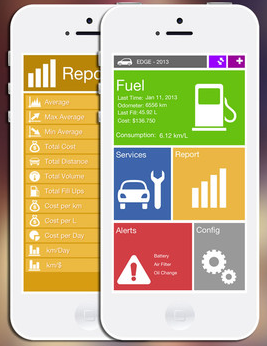 Repo
Average
Max Average
Min Average
Total Cost
Total Distance
Total Volume
Total Fill Ups
Cost per km
Cost per L
Cost per Day
km/Day
km/$
EDGE - 2013
Fuel
Last Time: Jan 11, 2013
Odometer: 4556 km
Last Fill: 45.92 L
Cost: $136.750
Consumption: 6.12 km/L
Services
Report
Alerts
Battery
Air Filter
Oil Change
Config